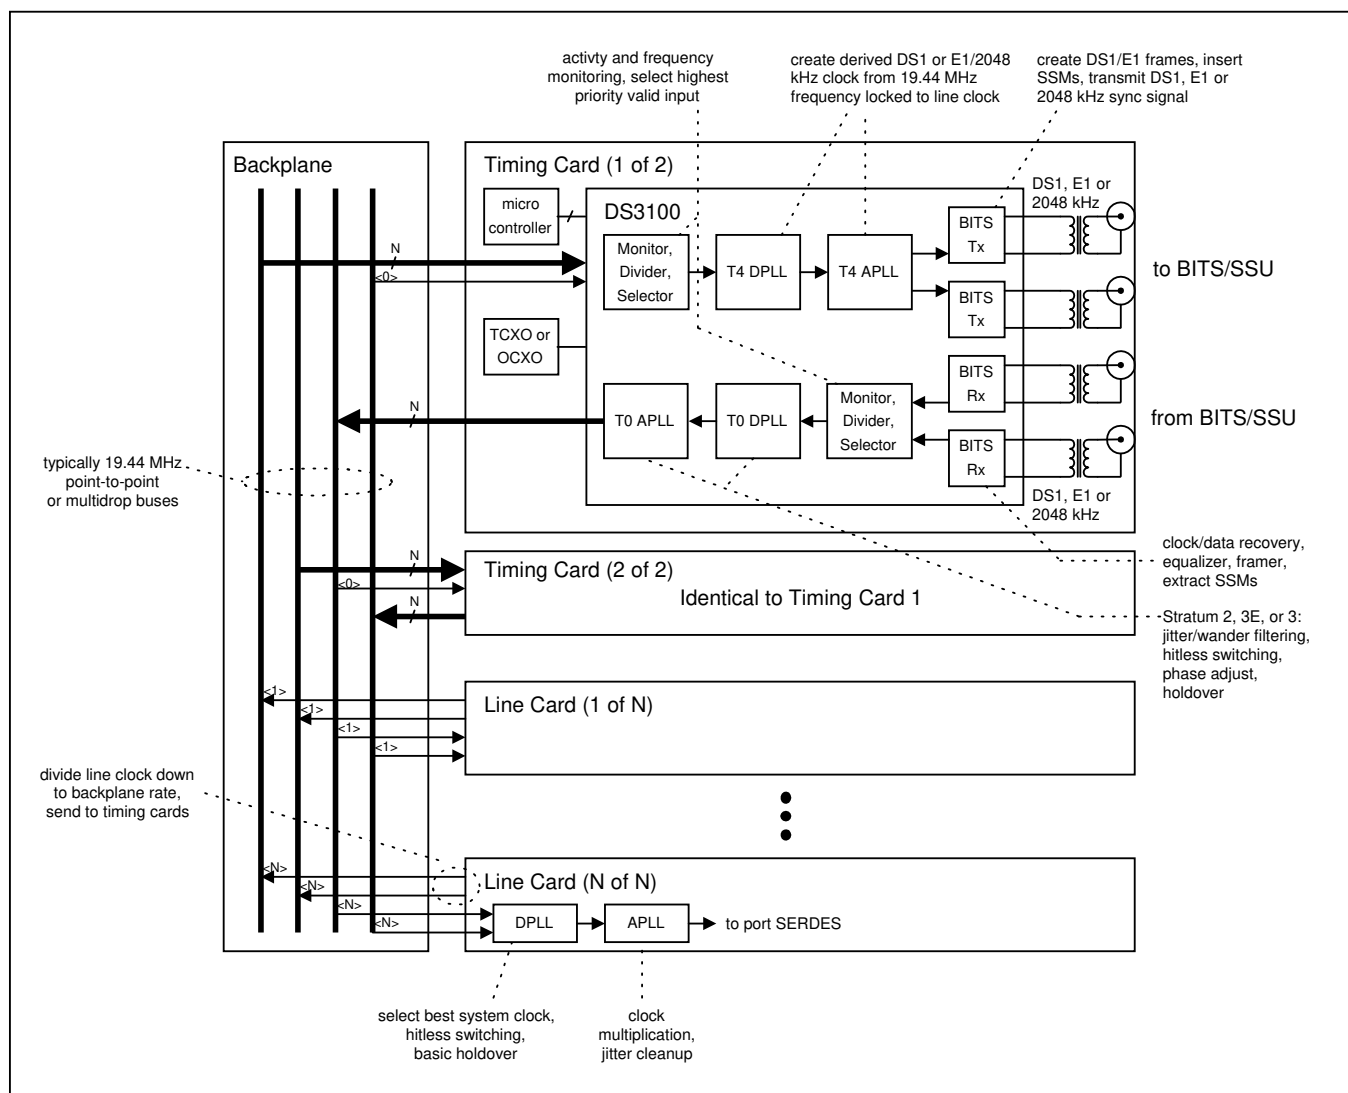 activty and frequency
monitoring, select highest
priority valid input
create derived DS1 or E1/2048
kHz clock from 19.44 MHz
frequency locked to line clock
create DS1/E1 frames, insert
SSMs, transmit DS1, E1 or
2048 kHz sync signal
Backplane
Timing Card (1 of 2)
micro
controller
DS3100
DS1, E1 or
2048 kHz
N
<0>
Monitor,
Divider,
Selector
T4 DPLL
T4 APLL
BITS
Tx
BITS
Tx
to BITS/SSU
TCXO or
OCXO
N
T0 APLL
T0 DPLL
Monitor,
Divider,
Selector
BITS
Rx
BITS
Rx
from BITS/SSU
DS1, E1 or
2048 kHz
typically 19.44 MHz
point-to-point
or multidrop buses
clock/data recovery,
equalizer, framer,
extract SSMs
N
<0>
N
Timing Card (2 of 2)
Identical to Timing Card 1
Stratum 2, 3E, or 3:
jitter/wander filtering,
hitless switching,
phase adjust,
holdover
<1>
<1>
<1>
<1>
Line Card (1 of N)
divide line clock down
to backplane rate,
send to timing cards
<N>
<N>
<N>
<N>
Line Card (N of N)
DPLL
APLL
to port SERDES
select best system clock,
hitless switching,
basic holdover
clock
multiplication,
jitter cleanup